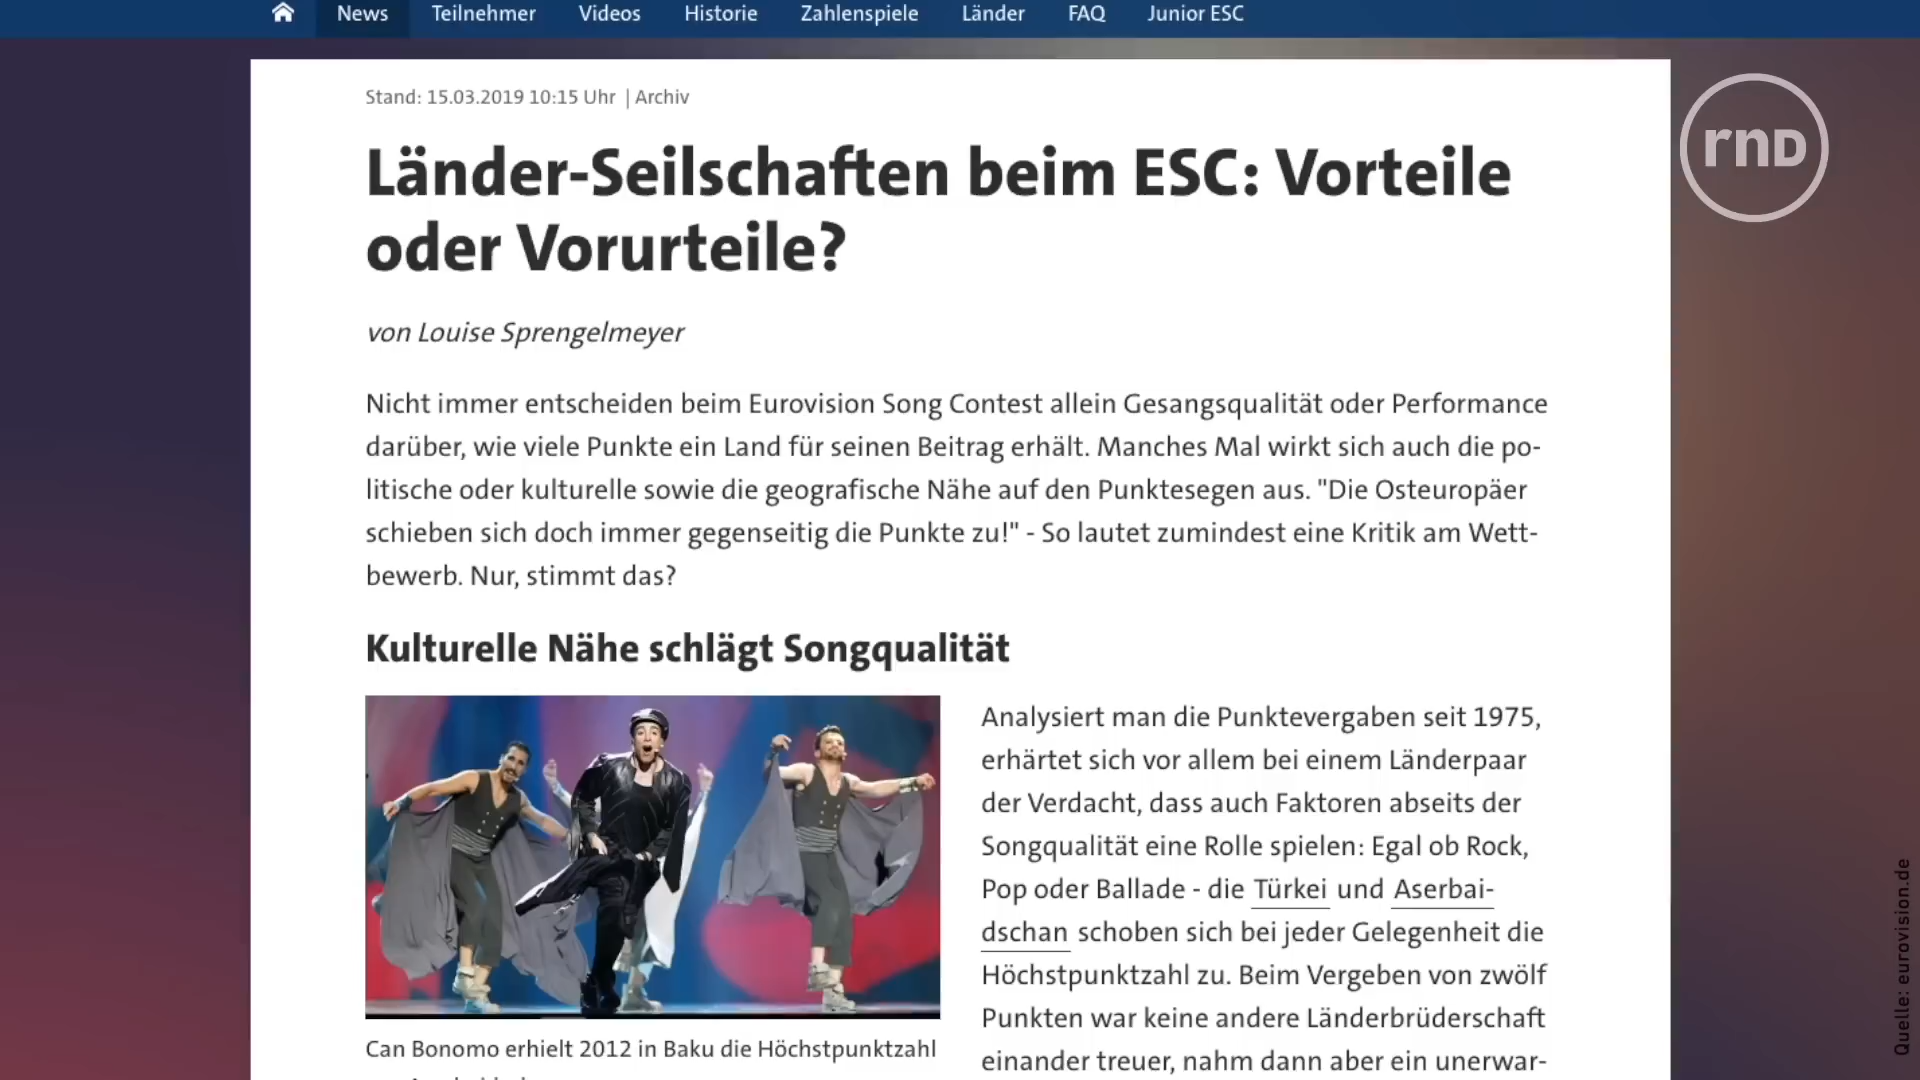 News Teilnehmer Videos Historie Zahlenspiele Länder FAQ Junior ESC
Stand: 15.03.2019 10:15 Uhr | Archiv
rnD
Länder-Seilschaften beim ESC: Vorteile
oder Vorurteile?
von Louise Sprengelmeyer
Nicht immer entscheiden beim Eurovision Song Contest allein Gesangsqualität oder Performance
darüber, wie viele Punkte ein Land für seinen Beitrag erhält. Manches Mal wirkt sich auch die po-
litische oder kulturelle sowie die geografische Nähe auf den Punktesegen aus. "Die Osteuropäer
schieben sich doch immer gegenseitig die Punkte zu!" - So lautet zumindest eine Kritik am Wett-
bewerb. Nur, stimmt das?
Kulturelle Nähe schlägt Songqualität
Analysiert man die Punktevergaben seit 1975,
erhärtet sich vor allem bei einem Länderpaar
der Verdacht, dass auch Faktoren abseits der
Songqualität eine Rolle spielen: Egal ob Rock,
Pop oder Ballade - die Türkei und Aserbai-
dschan schoben sich bei jeder Gelegenheit die
Höchstpunktzahl zu. Beim Vergeben von zwölf
Punkten war keine andere Länderbrüderschaft
einander treuer, nahm dann aber ein unerwar-
Can Bonomo erhielt 2012 in Baku die Höchstpunktzahl
Quelle: eurovision.de